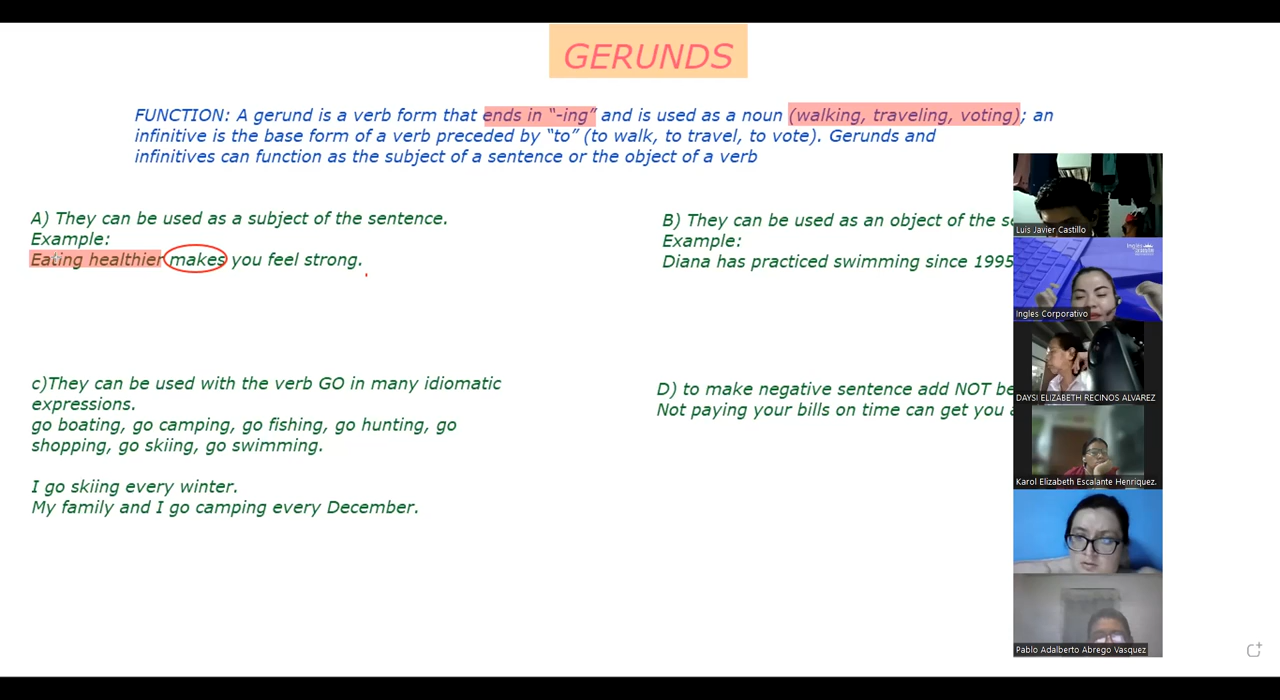 GERUNDS
FUNCTION: A gerund is a verb form that ends in “-ing” and is used as a noun (walking, traveling, voting); an
infinitive is the base form of a verb preceded by “to” (to walk, to travel, to vote). Gerunds and
infinitives can function as the subject of a sentence or the object of a verb
A) They can be used as a subject of the sentence.
Example:
Eating healthier makes you feel strong.
B) They can be used as an object of the se
Example:
Diana has practiced swimming since 1995
c)They can be used with the verb GO in many idiomatic
expressions.
go boating, go camping, go fishing, go hunting, go
shopping, go skiing, go swimming.
I go skiing every winter.
My family and I go camping every December.
D) to make negative sentence add NOT be
Not paying your bills on time can get you
Luis Javier Castillo
Ingles Corporativo
DAYSI ELIZABETH RECINOS ALVAREZ
Karol Elizabeth Escalante Henriquez.
Pablo Adalberto Abrego Vasquez